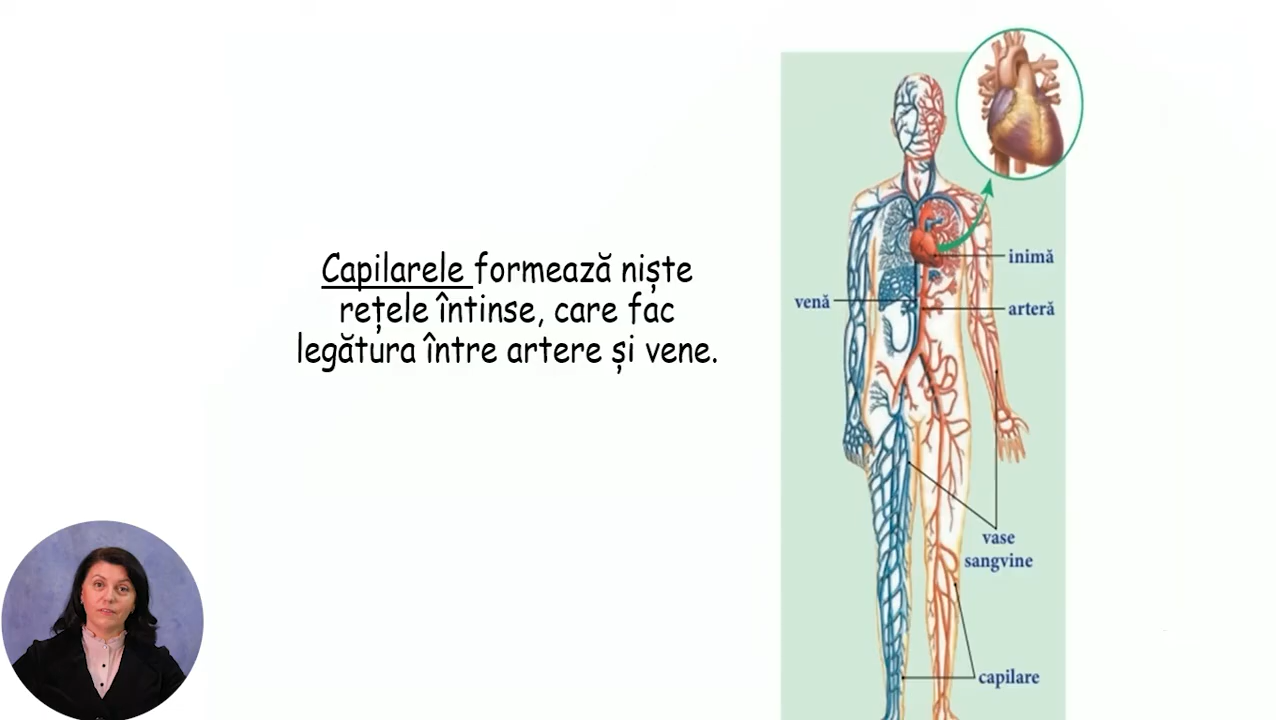 Capilarele formează niște
rețele întinse, care fac
legătura între artere și vene.
inimă
venă
arteră
vase
sangvine
capilare